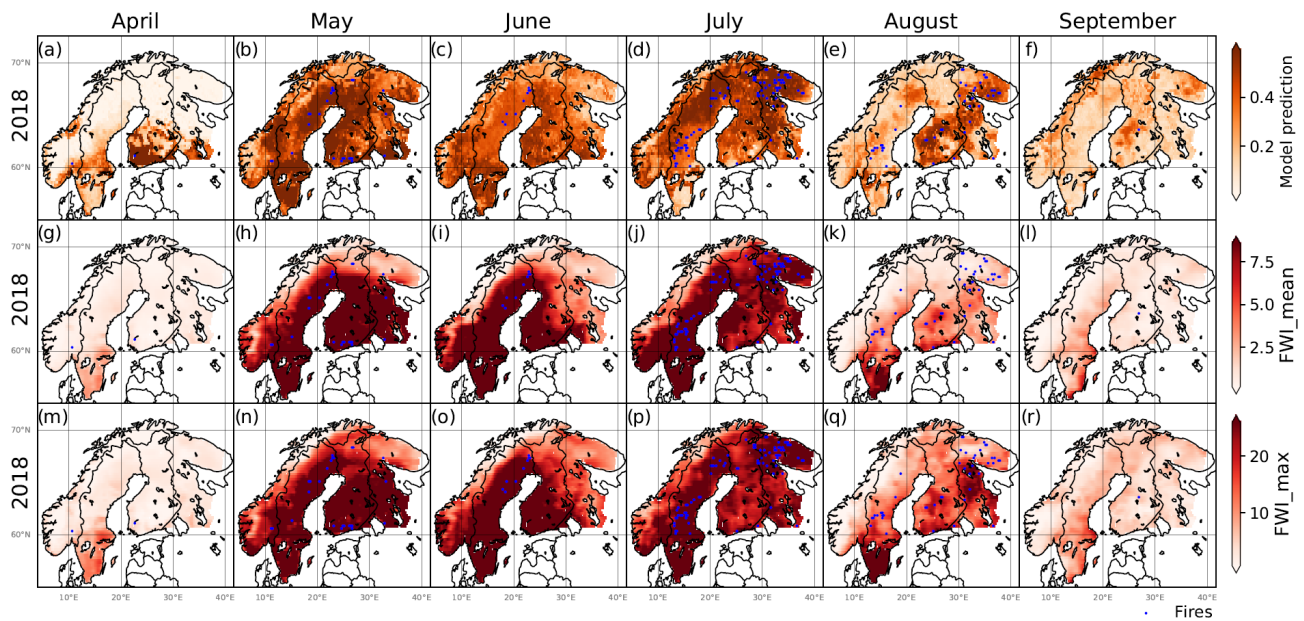 April May June July August September
(a) (b) (c) (d) (e) (f)
70°N
60°N
2018
0.4
0.2
Model prediction
(g) (h) (i) (j) (k) (l)
70°N
60°N
2018
7.5
5.0
2.5
FWI_mean
(m) (n) (o) (p) (q) (r)
70°N
60°N
2018
20
10
FWI_max
10°E 20°E 30°E 40°E 10°E 20°E 30°E 40°E 10°E 20°E 30°E 40°E 10°E 20°E 30°E 40°E 10°E 20°E 30°E 40°E 10°E 20°E 30°E 40°E
Fires